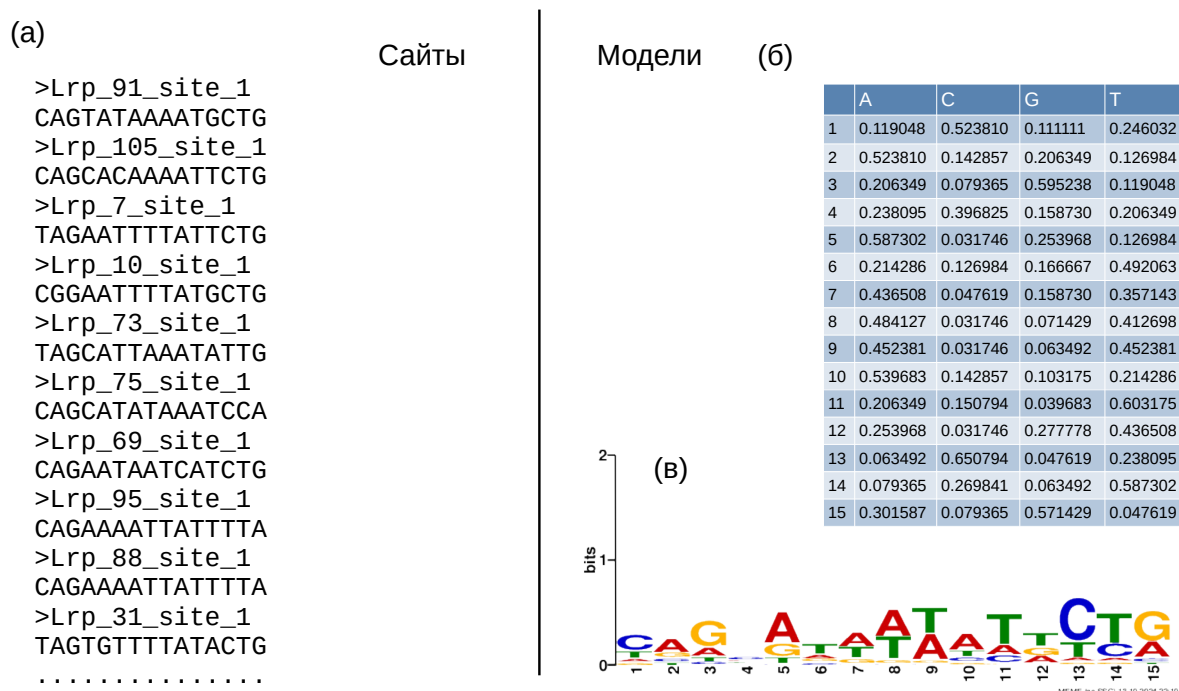 (а)
Сайты
Модели (б)
>Lrp_91_site_1
CAGTATAAAATGCTG
>Lrp_105_site_1
CAGCACAAAATTCTG
>Lrp_7_site_1
TAGAATTTTATTCTG
>Lrp_10_site_1
CGGAATTTTATGCTG
>Lrp_73_site_1
TAGCATTAAATATTG
>Lrp_75_site_1
CAGCATATAAATCCA
>Lrp_69_site_1
CAGAATAATCATCTG
>Lrp_95_site_1
CAGAAAATTATTTTA
>Lrp_88_site_1
CAGAAAATTATTTTA
>Lrp_31_site_1
TAGTGTTTTATACTG
...............
A C G T
1 0.119048 0.523810 0.111111 0.246032
2 0.523810 0.142857 0.206349 0.126984
3 0.206349 0.079365 0.595238 0.119048
4 0.238095 0.396825 0.158730 0.206349
5 0.587302 0.031746 0.253968 0.126984
6 0.214286 0.126984 0.166667 0.492063
7 0.436508 0.047619 0.158730 0.357143
8 0.484127 0.031746 0.071429 0.412698
9 0.452381 0.031746 0.063492 0.452381
10 0.539683 0.142857 0.103175 0.214286
11 0.206349 0.150794 0.039683 0.603175
12 0.253968 0.031746 0.277778 0.436508
13 0.063492 0.650794 0.047619 0.238095
14 0.079365 0.269841 0.063492 0.587302
15 0.301587 0.079365 0.571429 0.047619
(в)
2
bits
1
0
1 2 3 4 5 6 7 8 9 10 11 12 13 14 15